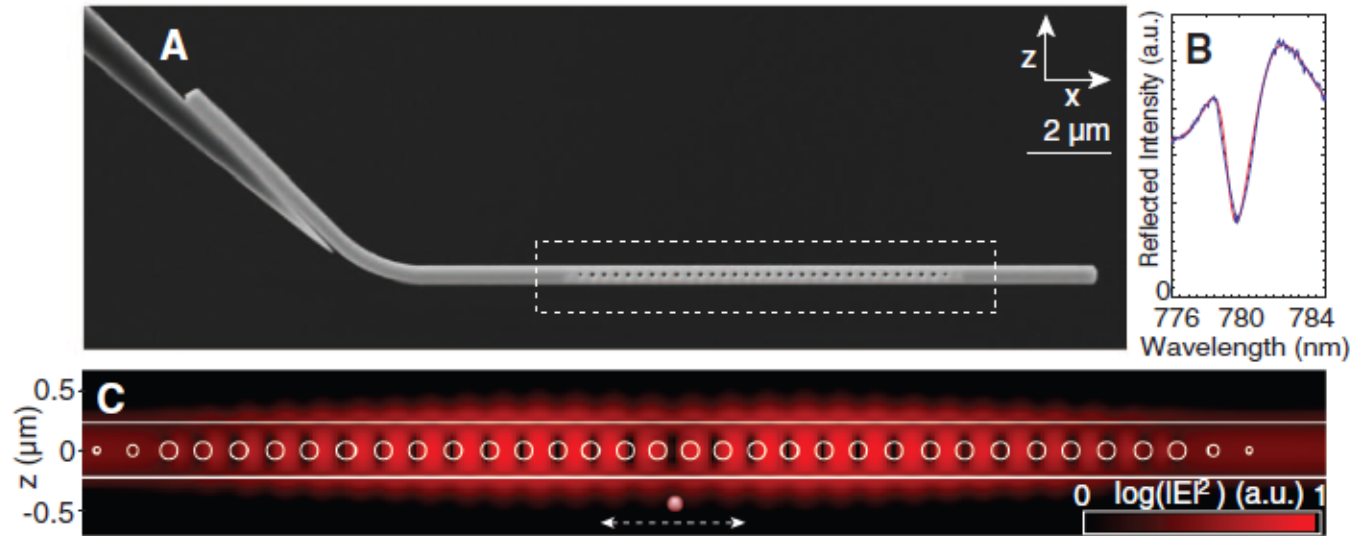 A
z
x
2 μm
B
Reflected Intensity (a.u.)
0
776 780 784
Wavelength (nm)
C
z (μm)
0.5
0
-0.5
0 log(|E|² ) (a.u.) 1